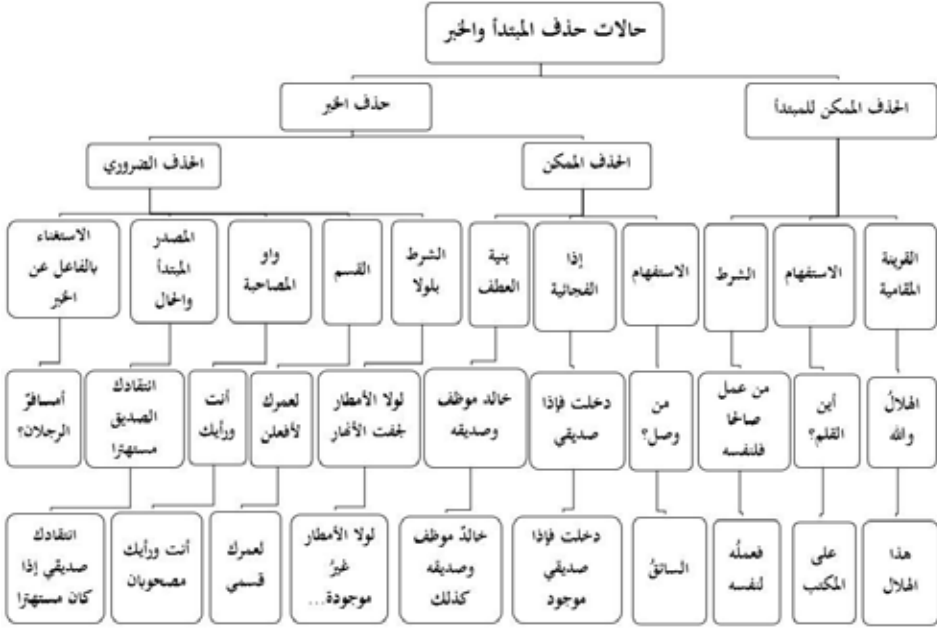 حالات حذف المبتدأ والخبر
الحذف الممكن للمبتدأ
حذف الخبر
الحذف الممكن
الحذف الضروري
القرينة
المقامية
الاستفهام
الشرط
الاستفهام
إذا
الفجائية
بنية
العطف
الشرط
بلولا
القسم
واو
المصاحبة
المصدر
المبتدأ
والحال
الاستغناء
بالفاعل عن
الخبر
الهلالُ
والله
أين
القلم؟
من عمل
صالحا
فلنفسه
من
وصل؟
دخلت فإذا
صديقي
خالد موظف
وصديقه
لولا الأمطار
لجفت الأنهار
لعمرك
لأفعلن
أنت
ورأيك
انتقادك
الصديق
مستهترا
أمسافرٌ
الرجلان؟
هذا
الهلال
على
المكتب
فعملُه
لنفسه
السائقُ
دخلت فإذا
صديقي
موجود
خالدٌ موظف
وصديقه
كذلك
لولا الأمطار
غيرُ
موجودة...
لعمرك
قسمي
أنت ورأيك
مصحوبان
انتقادك
صديقي إذا
كان مستهترا